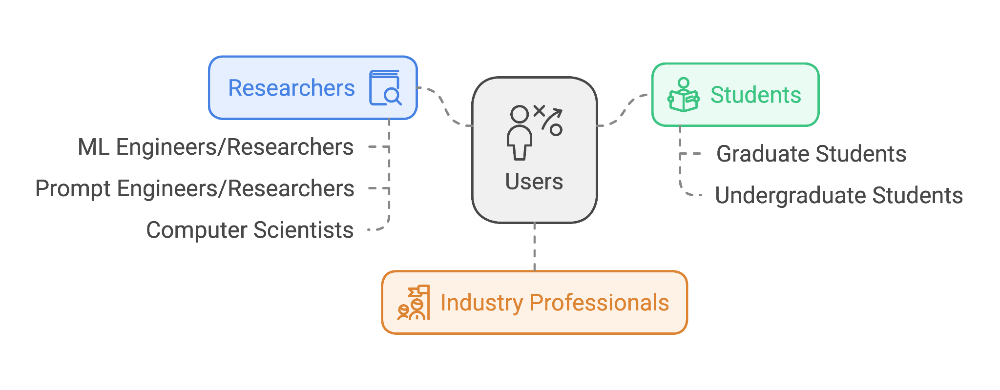 Researchers
ML Engineers/Researchers
Prompt Engineers/Researchers
Computer Scientists
Users
Students
Graduate Students
Undergraduate Students
Industry Professionals